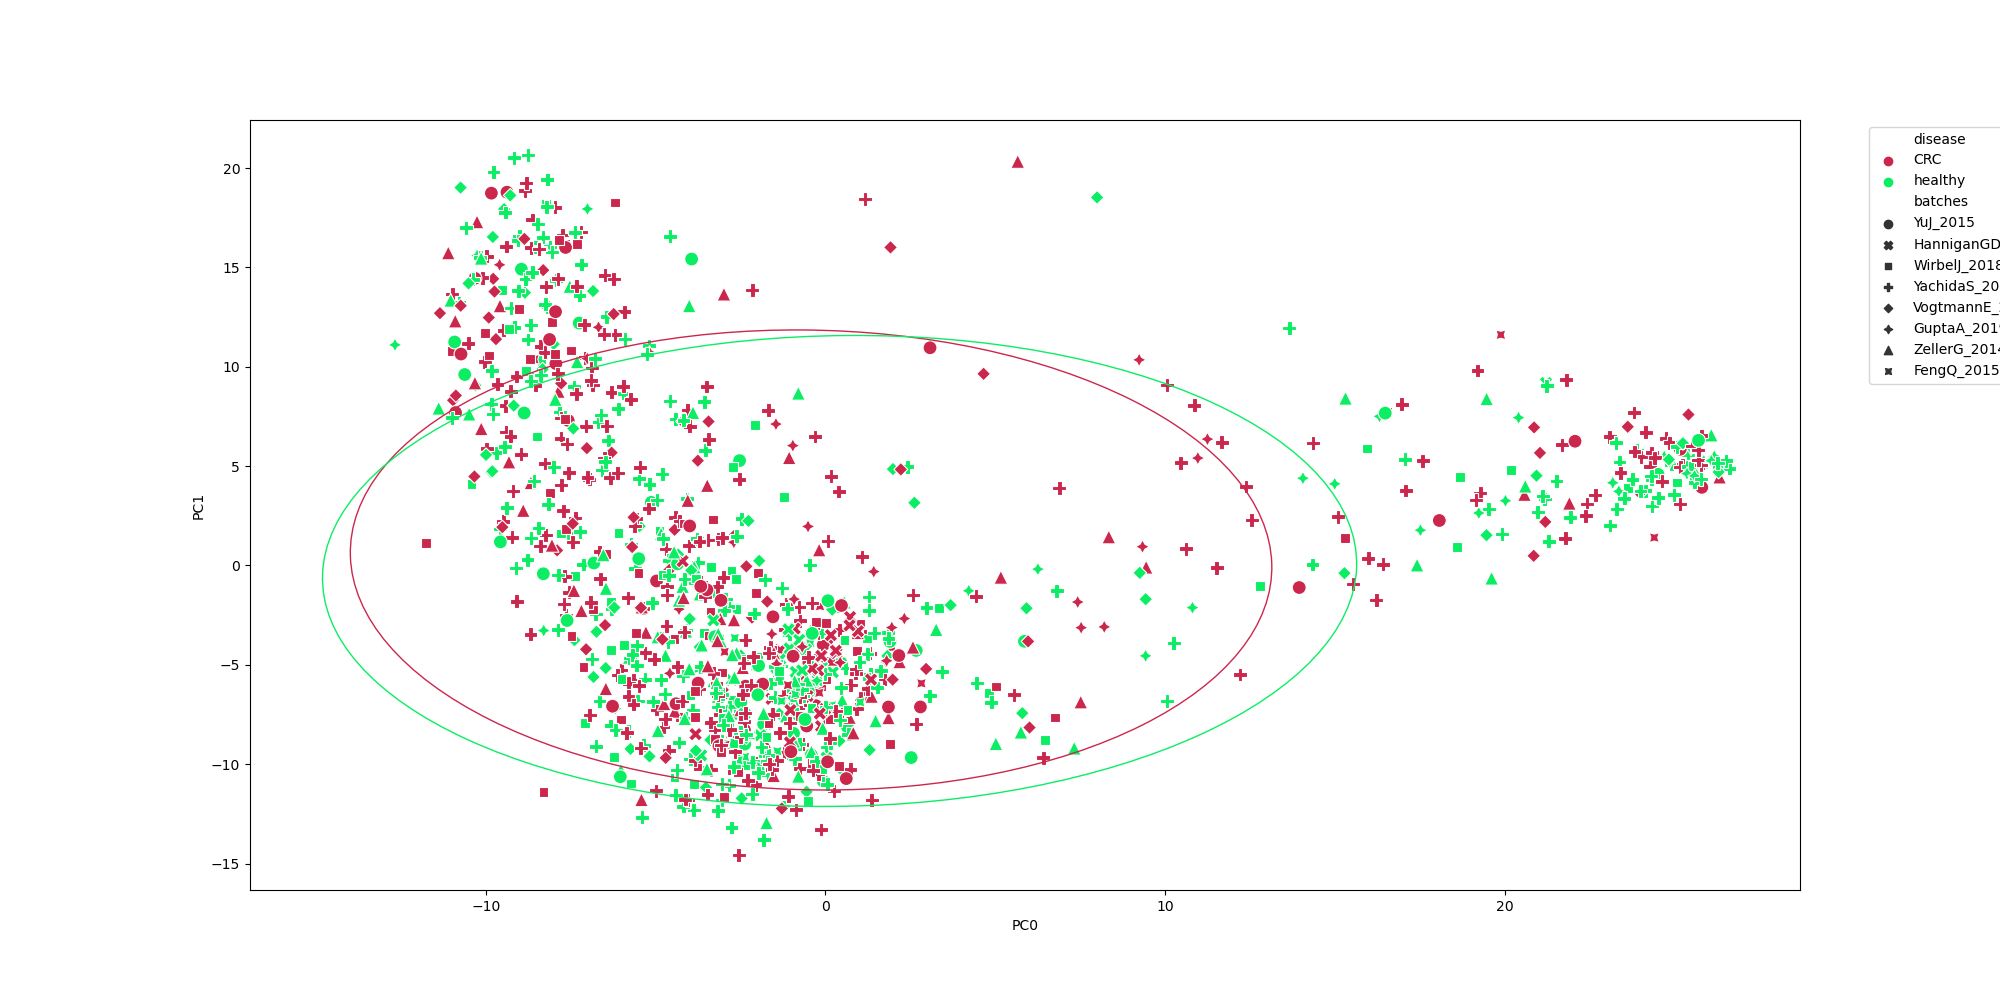 disease
CRC
healthy
batches
YuJ_2015
HanniganGD
WirbelJ_2018
YachidaS_20
VogtmannE_
GuptaA_2019
ZellerG_2014
FengQ_2015
20
15
10
5
0
−5
−10
−15
PC1
−10
0
10
20
PC0